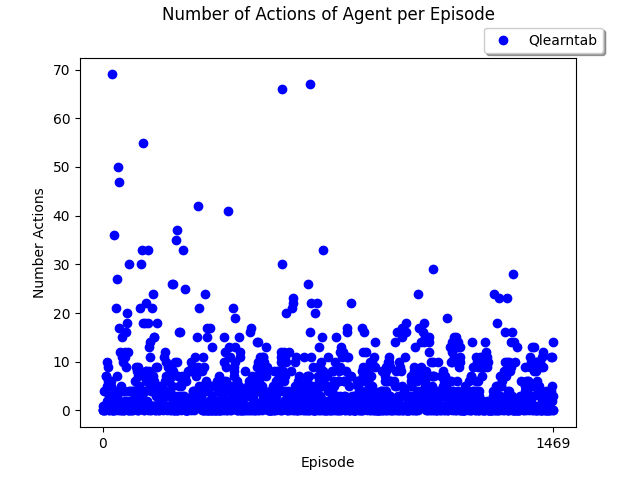 Number of Actions of Agent per Episode
Qlearntab
70
60
50
40
30
20
10
0
Number Actions
0 1469
Episode